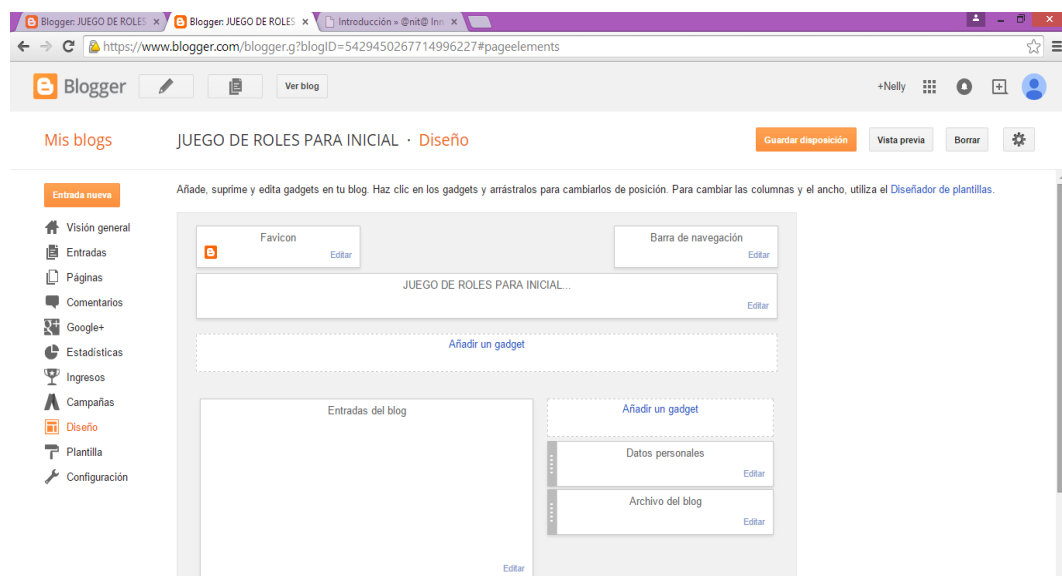 Blogger: JUEGO DE ROLES
Blogger: JUEGO DE ROLES
Introducción » @nit@ Inn
https://www.blogger.com/blogger.g?blogID=5429450267714996227#pageelements
Blogger
Ver blog
+Nelly
Mis blogs
JUEGO DE ROLES PARA INICIAL · Diseño
Guardar disposición
Vista previa
Borrar
Entrada nueva
Añade, suprime y edita gadgets en tu blog. Haz clic en los gadgets y arrástralos para cambiarlos de posición. Para cambiar las columnas y el ancho, utiliza el Diseñador de plantillas.
Visión general
Entradas
Páginas
Comentarios
Google+
Estadísticas
Ingresos
Campañas
Diseño
Plantilla
Configuración
Favicon
Editar
Barra de navegación
Editar
JUEGO DE ROLES PARA INICIAL...
Editar
Añadir un gadget
Entradas del blog
Editar
Añadir un gadget
Datos personales
Editar
Archivo del blog
Editar